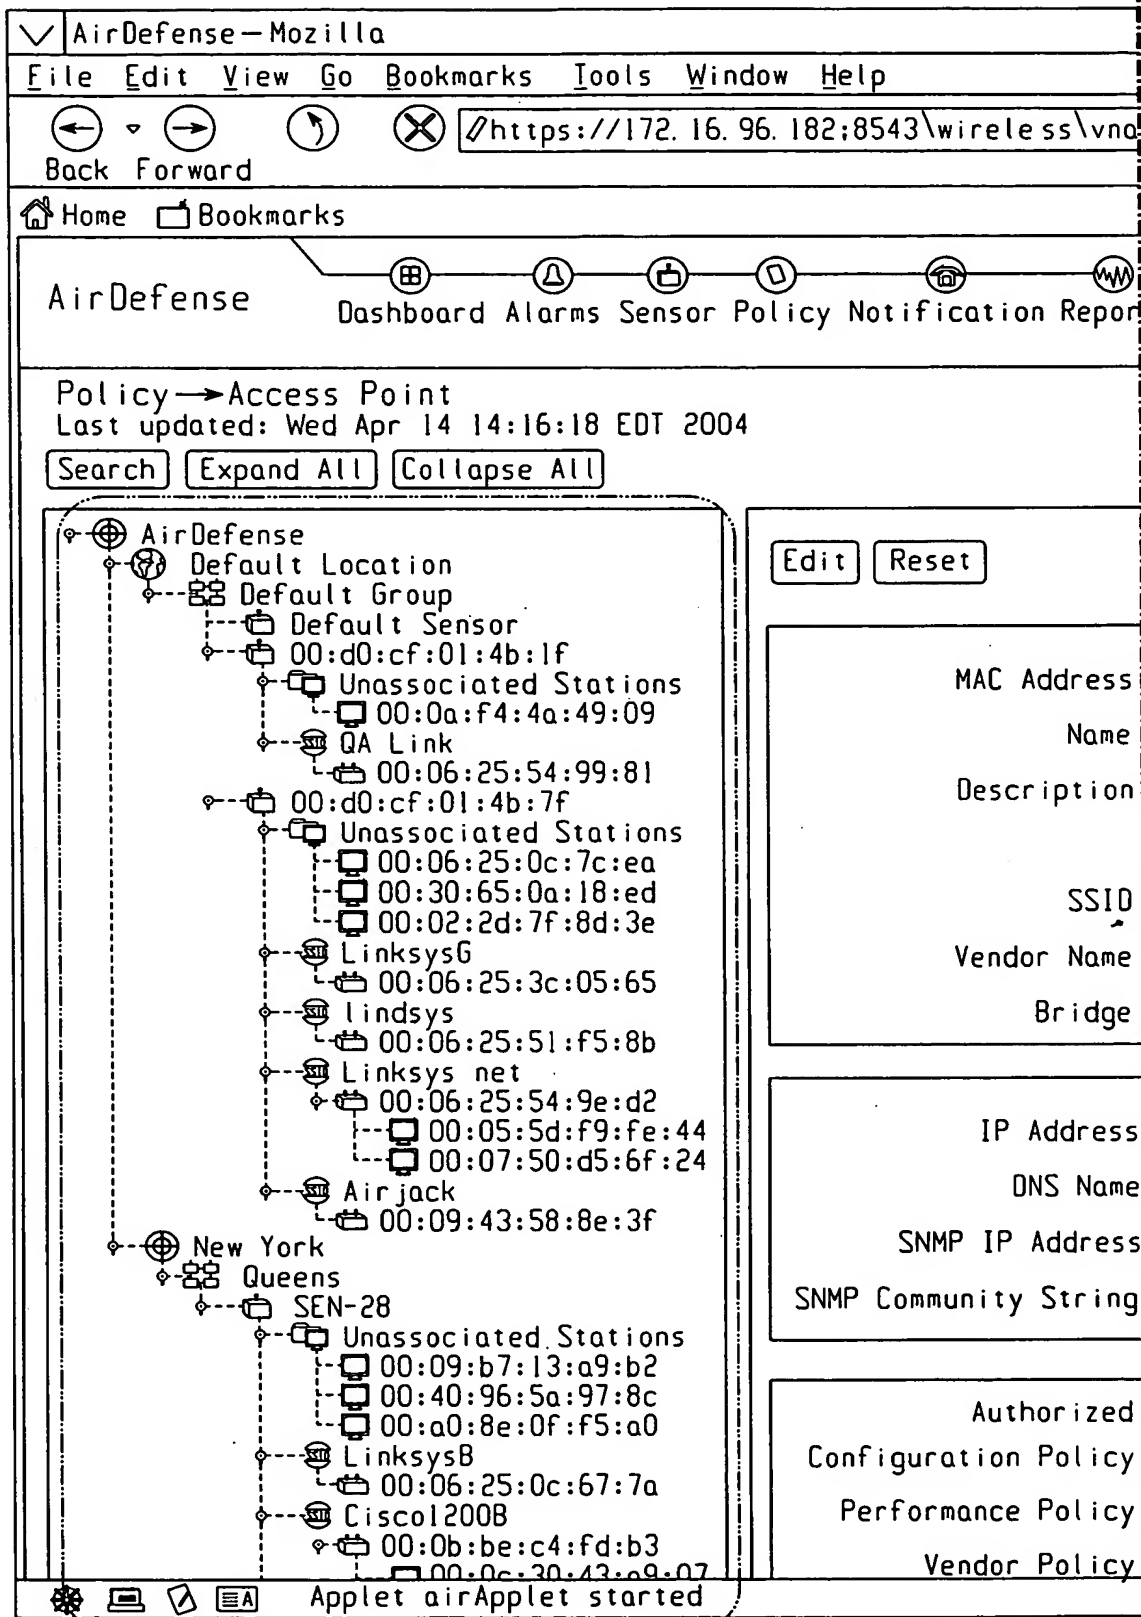 AirDefense—Mozilla
File Edit View Go Bookmarks Tools Window Help
https://172.16.96.182:8543\wireless\vna
Back Forward
Home Bookmarks
AirDefense
Dashboard Alarms Sensor Policy Notification Repor
Policy→Access Point
Last updated: Wed Apr 14 14:16:18 EDT 2004
Search Expand All Collapse All
AirDefense
Default Location
Default Group
Default Sensor
00:d0:cf:01:4b:1f
Unassociated Stations
00:0a:f4:4a:49:09
QA Link
00:06:25:54:99:81
00:d0:cf:01:4b:7f
Unassociated Stations
00:06:25:0c:7c:ea
00:30:65:0a:18:ed
00:02:2d:7f:8d:3e
LinksysG
00:06:25:3c:05:65
lindsys
00:06:25:51:f5:8b
Linksys net
00:06:25:54:9e:d2
00:05:5d:f9:fe:44
00:07:50:d5:6f:24
Airjack
00:09:43:58:8e:3f
New York
Queens
SEN-28
Unassociated Stations
00:09:b7:13:a9:b2
00:40:96:5a:97:8c
00:a0:8e:0f:f5:a0
LinksysB
00:06:25:0c:67:7a
Cisco1200B
00:0b:be:c4:fd:b3
00:0c:30:43:a9:07
Edit Reset
MAC Address
Name
Description
SSID
Vendor Name
Bridge
IP Address
DNS Name
SNMP IP Address
SNMP Community String
Authorized
Configuration Policy
Performance Policy
Vendor Policy
A Applet airApplet started